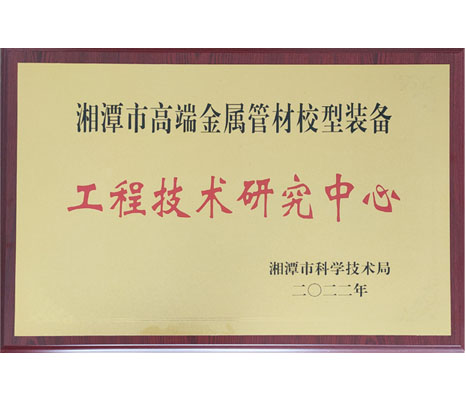 湘潭市高端金属管材校型装备
工程技术研究中心
湘潭市科学技术局
二〇二二年